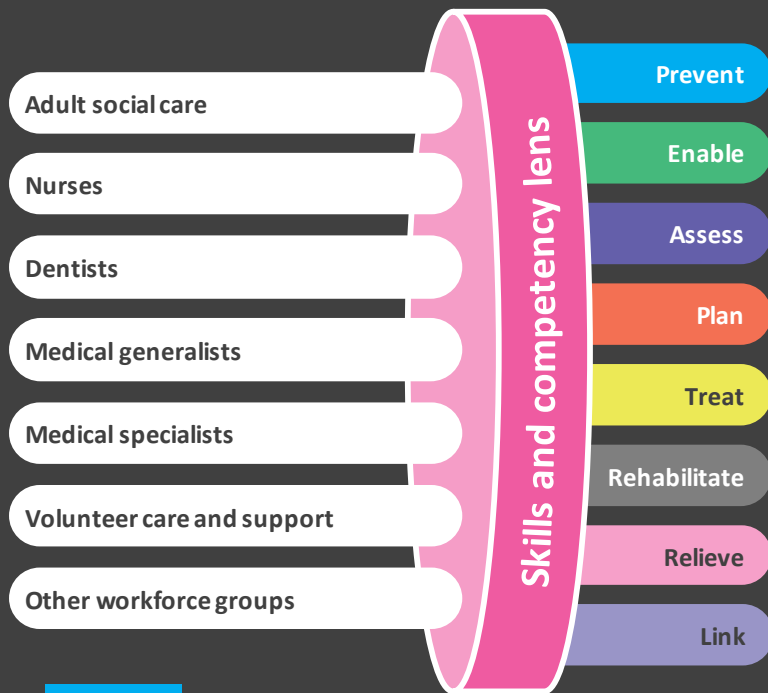 Adult social care
Nurses
Dentists
Medical generalists
Medical specialists
Volunteer care and support
Other workforce groups
Skills and competency lens
Prevent
Enable
Assess
Plan
Treat
Rehabilitate
Relieve
Link